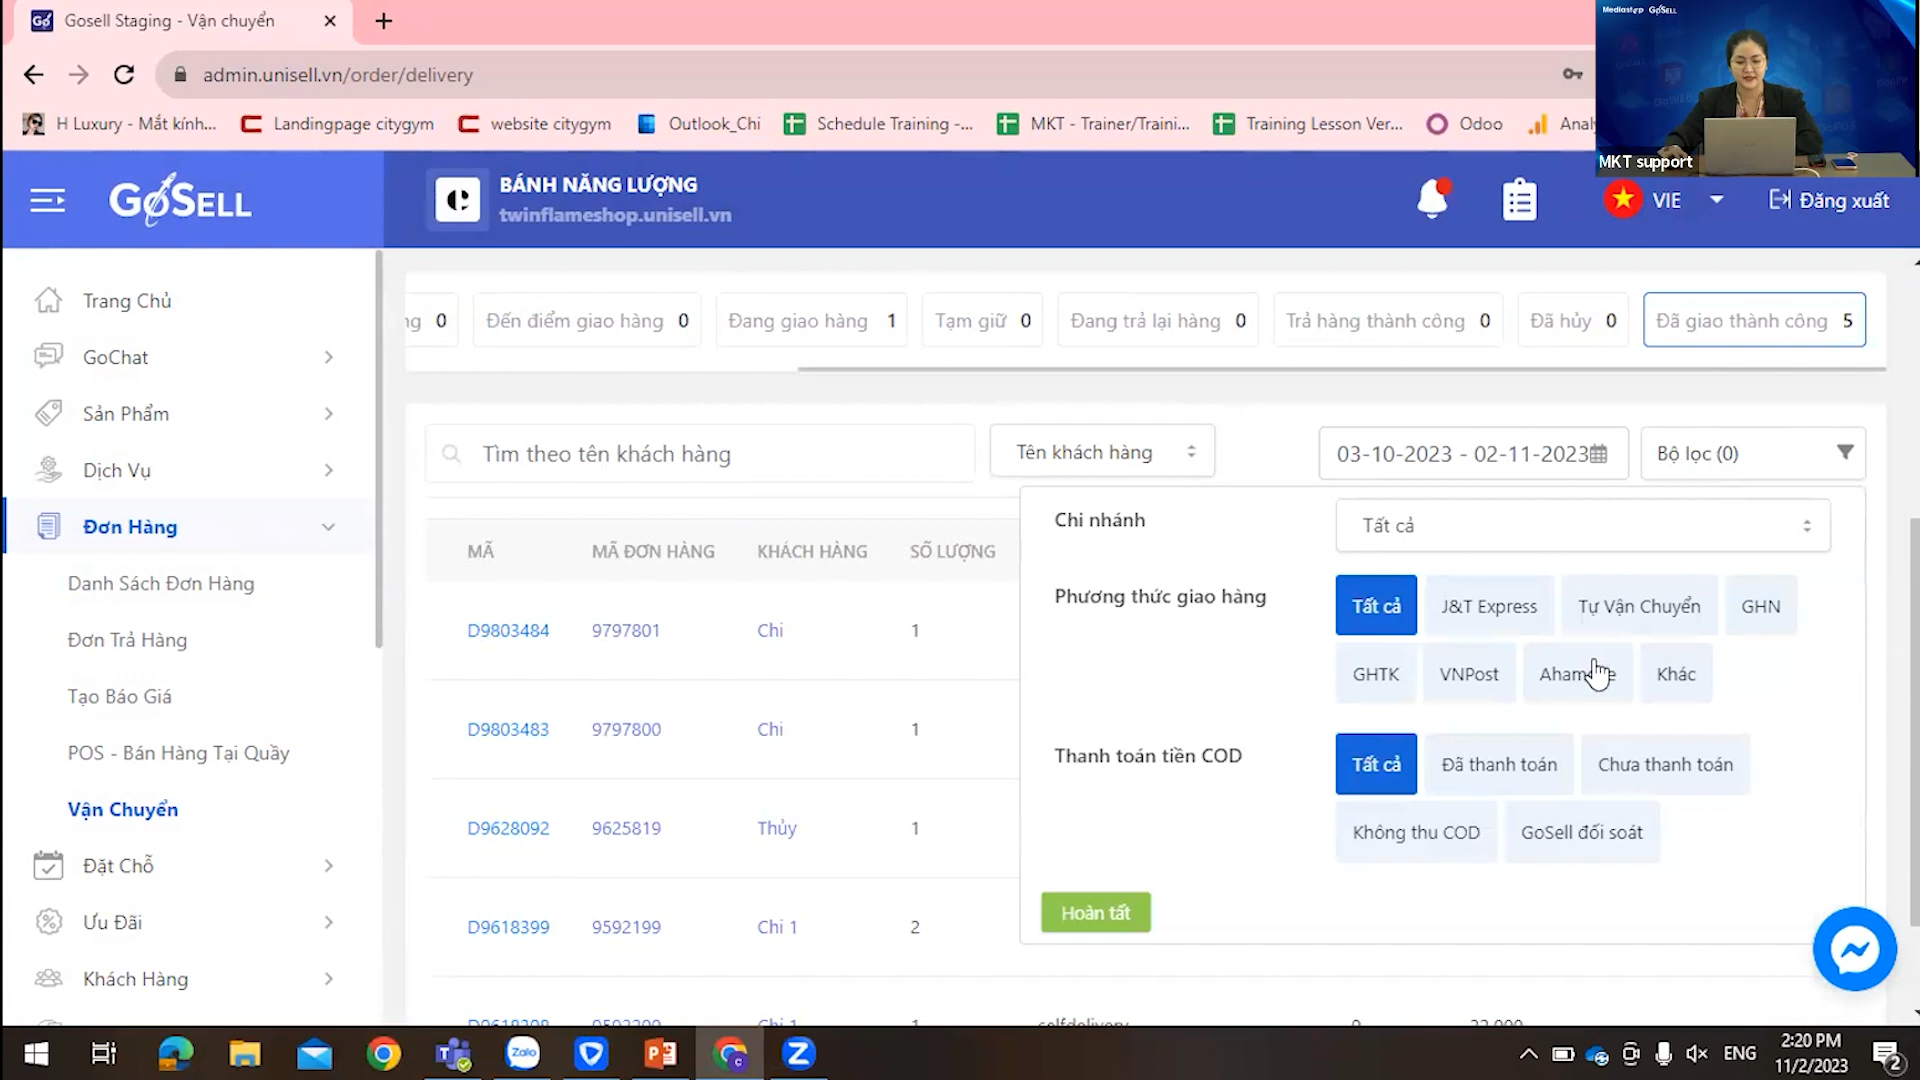 Gosell Staging - Vận chuyển
admin.unisell.vn/order/delivery
H Luxury - Mắt kính...
Landingpage citygym
website citygym
Outlook_Chi
Schedule Training -...
MKT - Trainer/Traini...
Training Lesson Ver...
Odoo
Mediastep GoSELL
MKT support
GoSELL
BÁNH NĂNG LƯỢNG
twinflameshop.unisell.vn
VIE
Đăng xuất
Trang Chủ
GoChat
Sản Phẩm
Dịch Vụ
Đơn Hàng
Danh Sách Đơn Hàng
Đơn Trả Hàng
Tạo Báo Giá
POS - Bán Hàng Tại Quầy
Vận Chuyển
Đặt Chỗ
Ưu Đãi
Khách Hàng
0
Đến điểm giao hàng 0
Đang giao hàng 1
Tạm giữ 0
Đang trả lại hàng 0
Trả hàng thành công 0
Đã hủy 0
Đã giao thành công 5
Tìm theo tên khách hàng
Tên khách hàng
03-10-2023 - 02-11-2023
Bộ lọc (0)
MÃ MÃ ĐƠN HÀNG KHÁCH HÀNG SỐ LƯỢNG
D9803484 9797801 Chi 1
D9803483 9797800 Chi 1
D9628092 9625819 Thủy 1
D9618399 9592199 Chi 1 2
Chi nhánh
Tất cả
Phương thức giao hàng
Tất cả J&T Express Tự Vận Chuyển GHN
GHTK VNPost Khác
Thanh toán tiền COD
Tất cả Đã thanh toán Chưa thanh toán
Không thu COD GoSell đối soát
Hoàn tất
Zalo
ENG
2:20 PM
11/2/2023
2